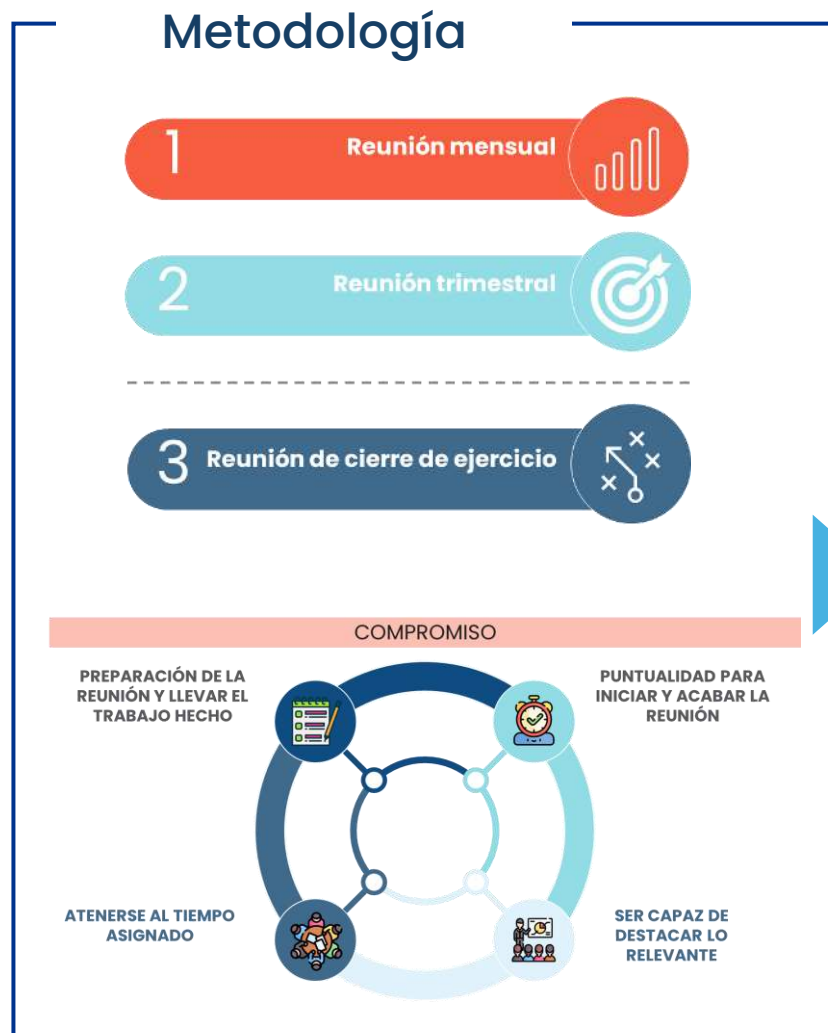 Metodología
1 Reunión mensual
2 Reunión trimestral
3 Reunión de cierre de ejercicio
COMPROMISO
PREPARACIÓN DE LA
REUNIÓN Y LLEVAR EL
TRABAJO HECHO
PUNTUALIDAD PARA
INICIAR Y ACABAR LA
REUNIÓN
ATENERSE AL TIEMPO
ASIGNADO
SER CAPAZ DE
DESTACAR LO
RELEVANTE